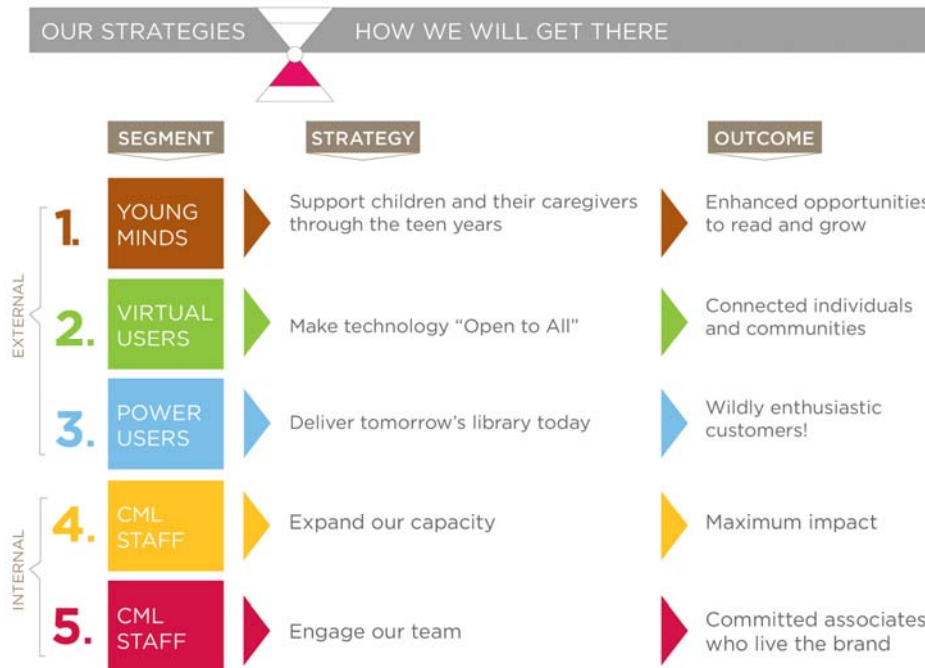 OUR STRATEGIES
HOW WE WILL GET THERE
SEGMENT
STRATEGY
OUTCOME
EXTERNAL
1.
YOUNG
MINDS
Support children and their caregivers
through the teen years
Enhanced opportunities
to read and grow
2.
VIRTUAL
USERS
Make technology “Open to All”
Connected individuals
and communities
3.
POWER
USERS
Deliver tomorrow’s library today
Wildly enthusiastic
customers!
INTERNAL
4.
CML
STAFF
Expand our capacity
Maximum impact
5.
CML
STAFF
Engage our team
Committed associates
who live the brand